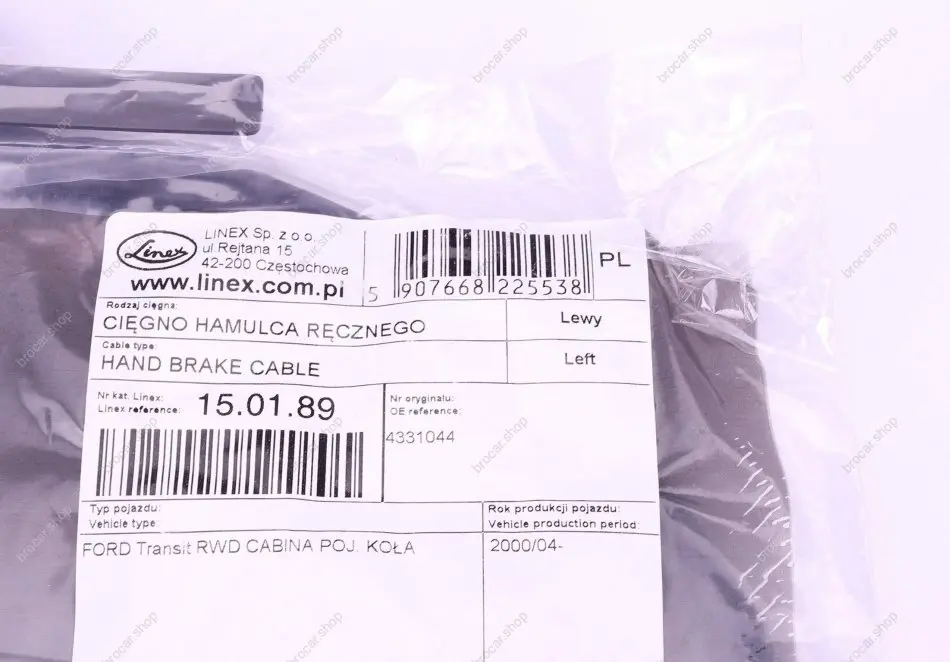 Linex
LINEX Sp. z o.o.
ul.Rejtana 15
42-200 Częstochowa
www.linex.com.pl
5 907668 225538
PL
Rodzaj cięgna:
CIĘGNO HAMULCA RĘCZNEGO
Lewy
Cable type:
HAND BRAKE CABLE
Left
Nr kat. Linex:
Linex reference:
15.01.89
Nr oryginału:
OE reference:
4331044
Typ pojazdu:
Vehicle type:
Rok produkcji pojazdu:
Vehicle production period:
FORD Transit RWD CABINA POJ. KOŁA
2000/04-
brocar.shop